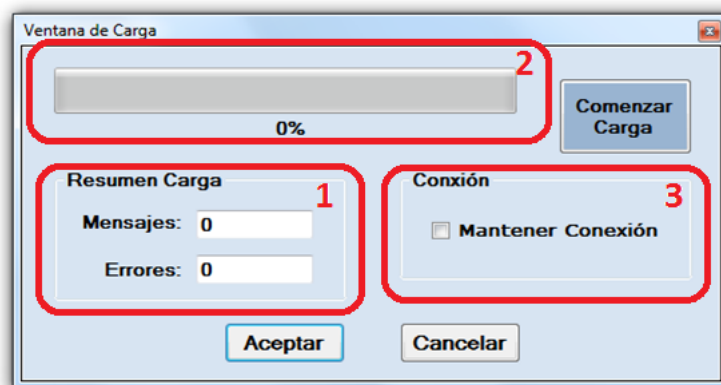 Ventana de Carga
2
0%
Comenzar
Carga
Resumen Carga
1
Mensajes: 0
Errores: 0
Conxión
3
Mantener Conexión
Aceptar
Cancelar